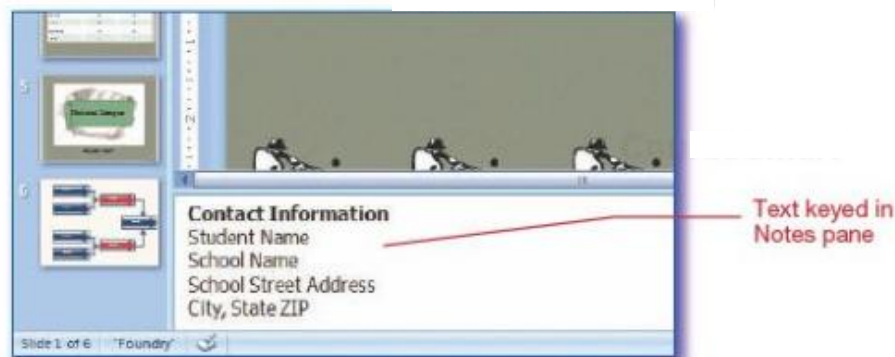 5
6
Contact Information
Student Name
School Name
School Street Address
City, State ZIP
Text keyed in
Notes pane
Slide 1 of 6
"Foundry"